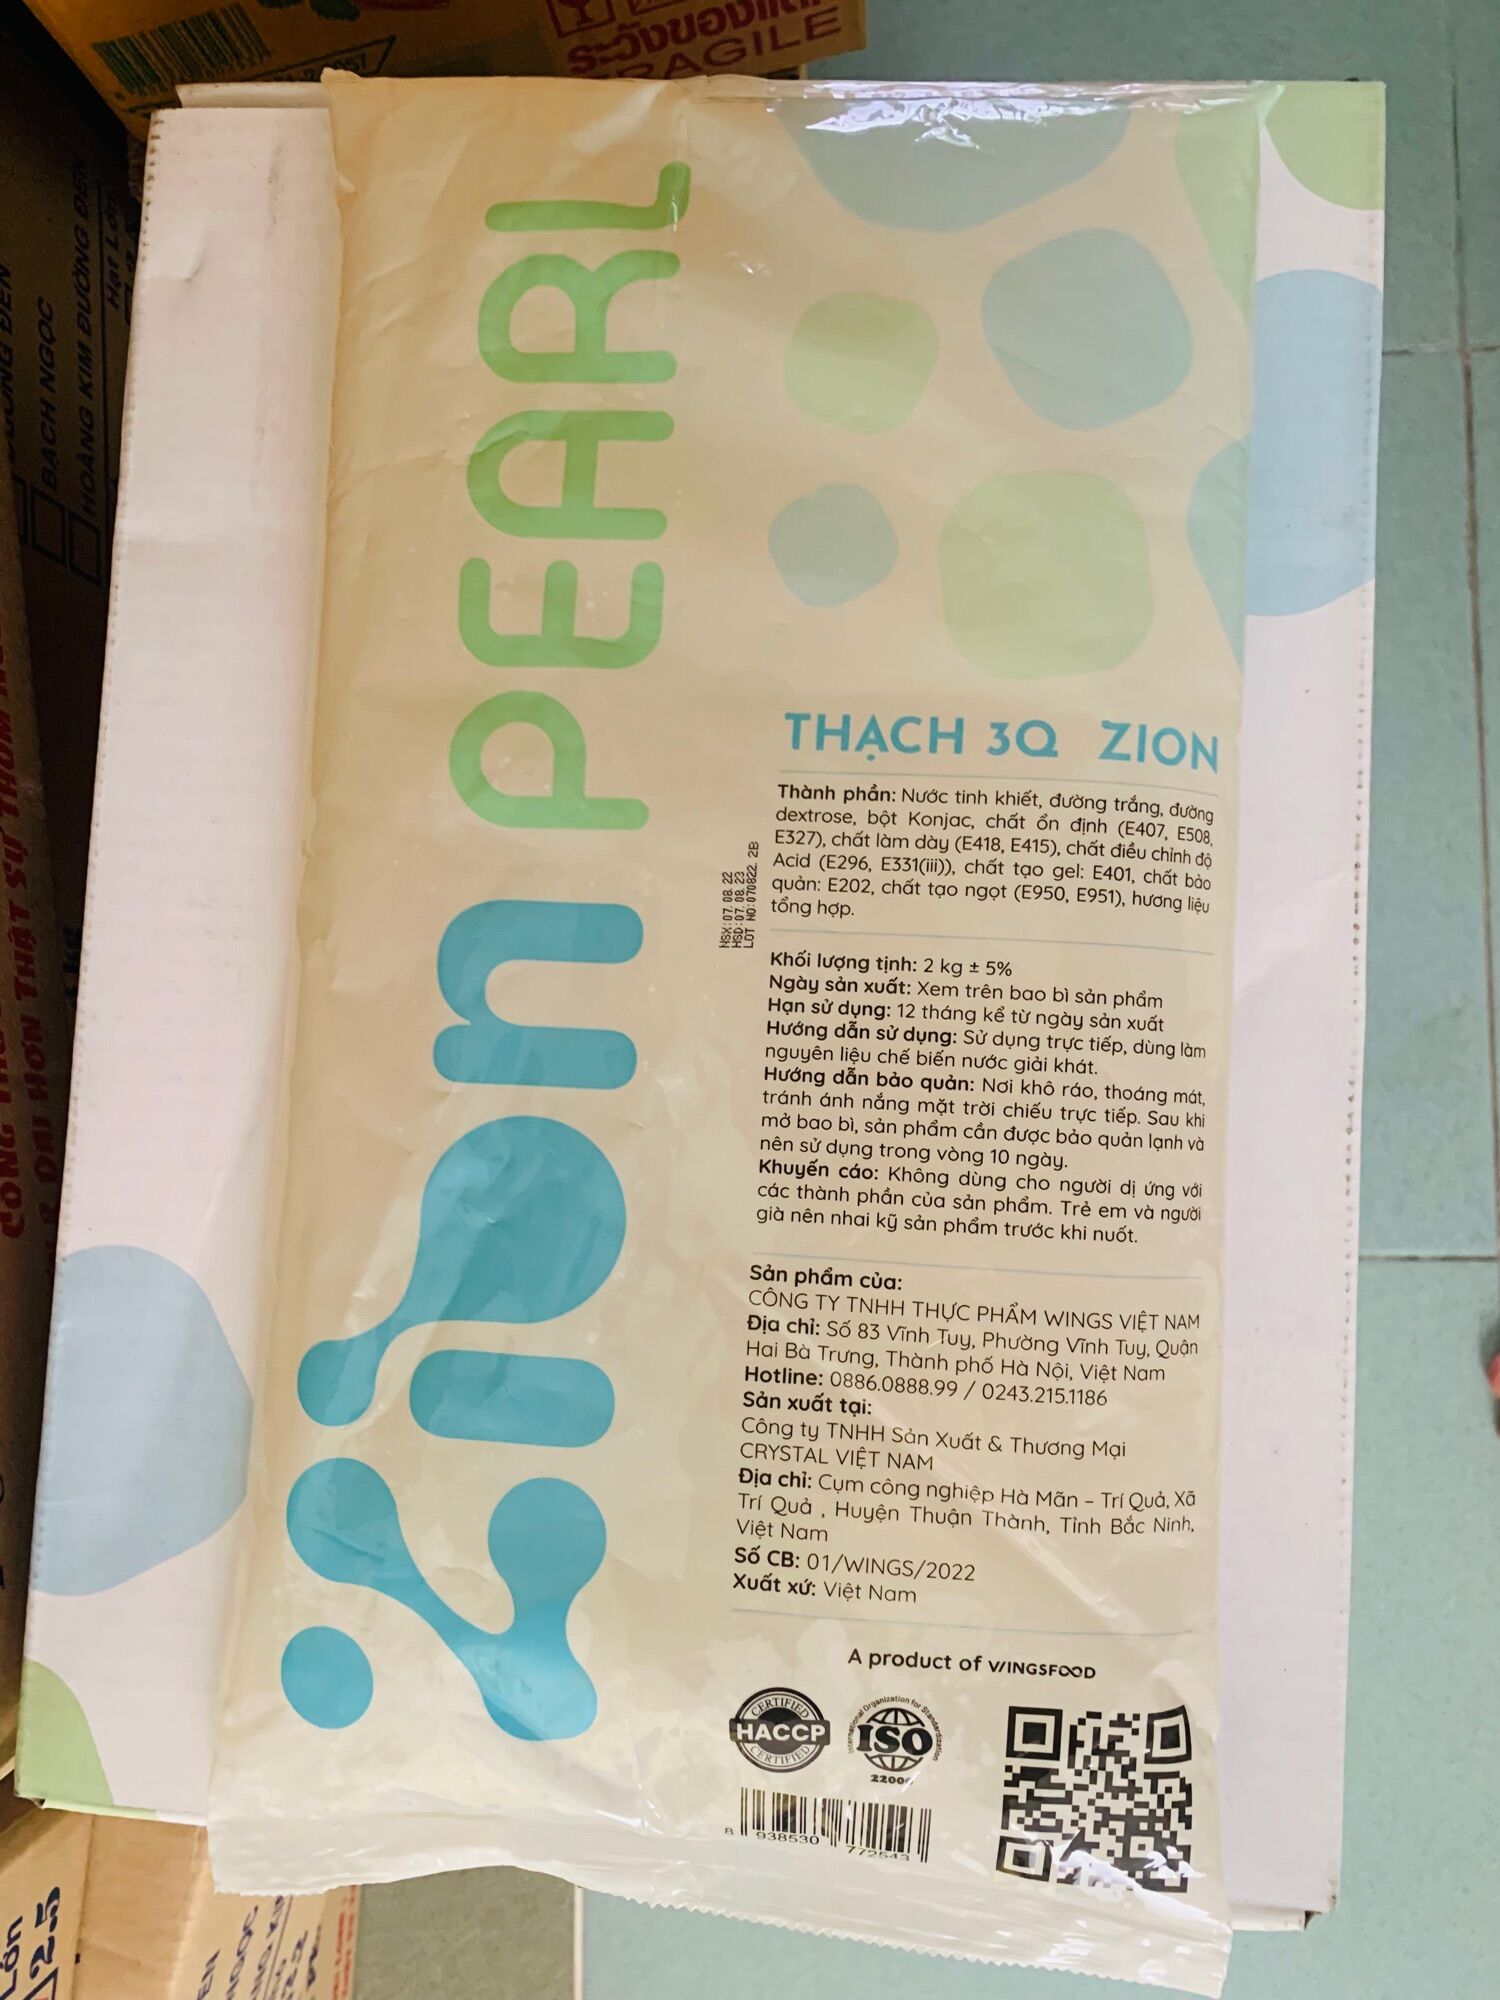 ระวังของแตก
FRAGILE
BẠCH NGỌC
HOÀNG KIM ĐƯỜNG ĐEN
Zion PEARL
THẠCH 3Q ZION
Thành phần: Nước tinh khiết, đường trắng, đường
dextrose, bột Konjac, chất ổn định (E407, E508,
E327), chất làm dày (E418, E415), chất điều chỉnh độ
Acid (E296, E331(iii)), chất tạo gel: E401, chất bảo
quản: E202, chất tạo ngọt (E950, E951), hương liệu
tổng hợp.
NSX:07.08.22
HSD:07.08.23
LOT NO:070822 2B
Khối lượng tịnh: 2 kg ± 5%
Ngày sản xuất: Xem trên bao bì sản phẩm
Hạn sử dụng: 12 tháng kể từ ngày sản xuất
Hướng dẫn sử dụng: Sử dụng trực tiếp, dùng làm
nguyên liệu chế biến nước giải khát.
Hướng dẫn bảo quản: Nơi khô ráo, thoáng mát,
tránh ánh nắng mặt trời chiếu trực tiếp. Sau khi
mở bao bì, sản phẩm cần được bảo quản lạnh và
nên sử dụng trong vòng 10 ngày.
Khuyến cáo: Không dùng cho người dị ứng với
các thành phần của sản phẩm. Trẻ em và người
già nên nhai kỹ sản phẩm trước khi nuốt.
Sản phẩm của:
CÔNG TY TNHH THỰC PHẨM WINGS VIỆT NAM
Địa chỉ: Số 83 Vĩnh Tuy, Phường Vĩnh Tuy, Quận
Hai Bà Trưng, Thành phố Hà Nội, Việt Nam
Hotline: 0886.0888.99 / 0243.215.1186
Sản xuất tại:
Công ty TNHH Sản Xuất & Thương Mại
CRYSTAL VIỆT NAM
Địa chỉ: Cụm công nghiệp Hà Mãn – Trí Quả, Xã
Trí Quả , Huyện Thuận Thành, Tỉnh Bắc Ninh,
Việt Nam
Số CB: 01/WINGS/2022
Xuất xứ: Việt Nam
A product of WINGSFOOD
CERTIFIED
HACCP
CERTIFIED
International Organization for Standardization
ISO
22000
8 938530 772543